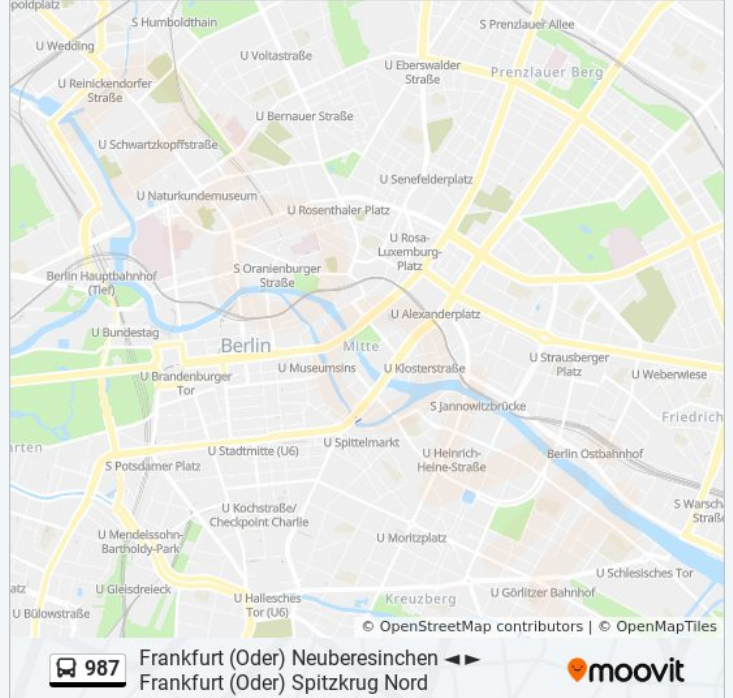 poldplatz
S Humboldthain
S Prenzlauer Allee
U Wedding
U Voltastraße
U Eberswalder
Straße
Prenzlauer Berg
U Reinickendorfer
Straße
U Bernauer Straße
U Schwartzkopffstraße
U Senefelderplatz
U Naturkundemuseum
U Rosenthaler Platz
U Rosa-
Luxemburg-
Platz
S Oranienburger
Straße
Berlin Hauptbahnhof
(Tief)
U Alexanderplatz
U Bundestag
Berlin
Mitte
U Strausberger
Platz
U Museumsins
U Klosterstraße
U Weberwiese
U Brandenburger
Tor
S Jannowitzbrücke
Friedrich
rten
U Spittelmarkt
U Stadtmitte (U6)
U Heinrich-
Heine-Straße
Berlin Ostbahnhof
S Potsdamer Platz
S Warsch
Straße
U Kochstraße/
Checkpoint Charlie
U Mendelssohn-
Bartholdy-Park
U Moritzplatz
U Schlesisches Tor
atz
U Gleisdreieck
U Görlitzer Bahnhof
U Hallesches
Tor (U6)
Kreuzberg
U Bülowstraße
© OpenStreetMap contributors | © OpenMapTiles
987
Frankfurt (Oder) Neuberesinchen ◄ ►
Frankfurt (Oder) Spitzkrug Nord
moovit